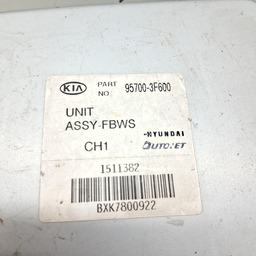 KIA PART NO 95700-3F600
UNIT
ASSY-FBWS
HYUNDAI
CH1 AUTONET
1511382
BXK7800922